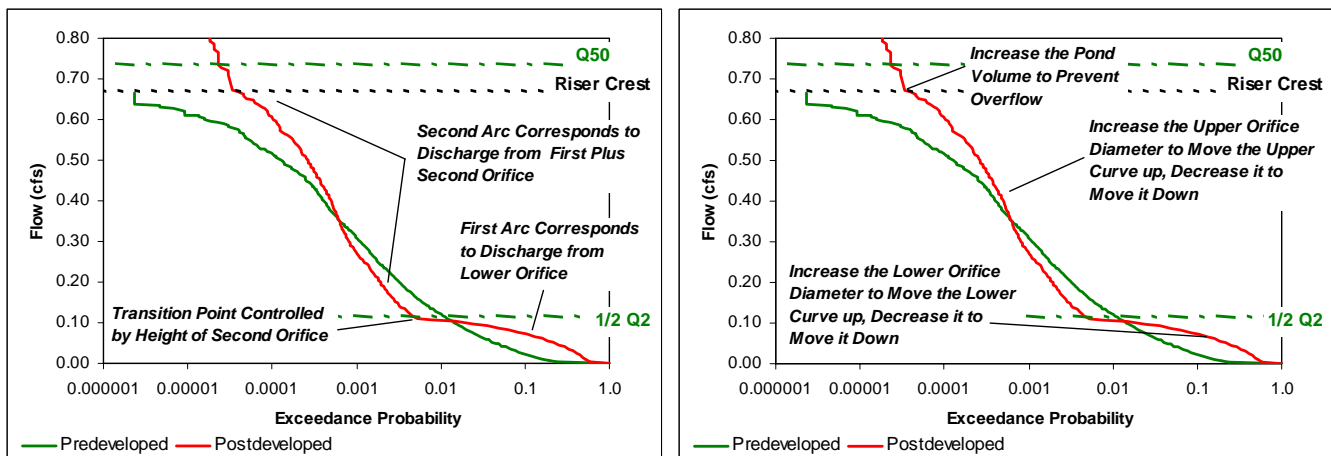 0.80
0.70
0.60
0.50
0.40
0.30
0.20
0.10
0.00
Flow (cfs)
Q50
Riser Crest
Second Arc Corresponds to
Discharge from First Plus
Second Orifice
First Arc Corresponds
to Discharge from
Lower Orifice
Transition Point Controlled
by Height of Second Orifice
1/2 Q2
0.000001 0.00001 0.001 0.01 0.1 1.0
Exceedance Probability
Predeveloped Postdeveloped
0.80
0.70
0.60
0.50
0.40
0.30
0.20
0.10
0.00
Flow (cfs)
Q50
Increase the Pond
Volume to Prevent
Overflow
Riser Crest
Increase the Upper Orifice
Diameter to Move the Upper
Curve up, Decrease it to
Move it Down
Increase the Lower Orifice
Diameter to Move the Lower
Curve up, Decrease it to
Move it Down
1/2 Q2
0.000001 0.00001 0.001 0.01 0.1 1.0
Exceedance Probability
Predeveloped Postdeveloped